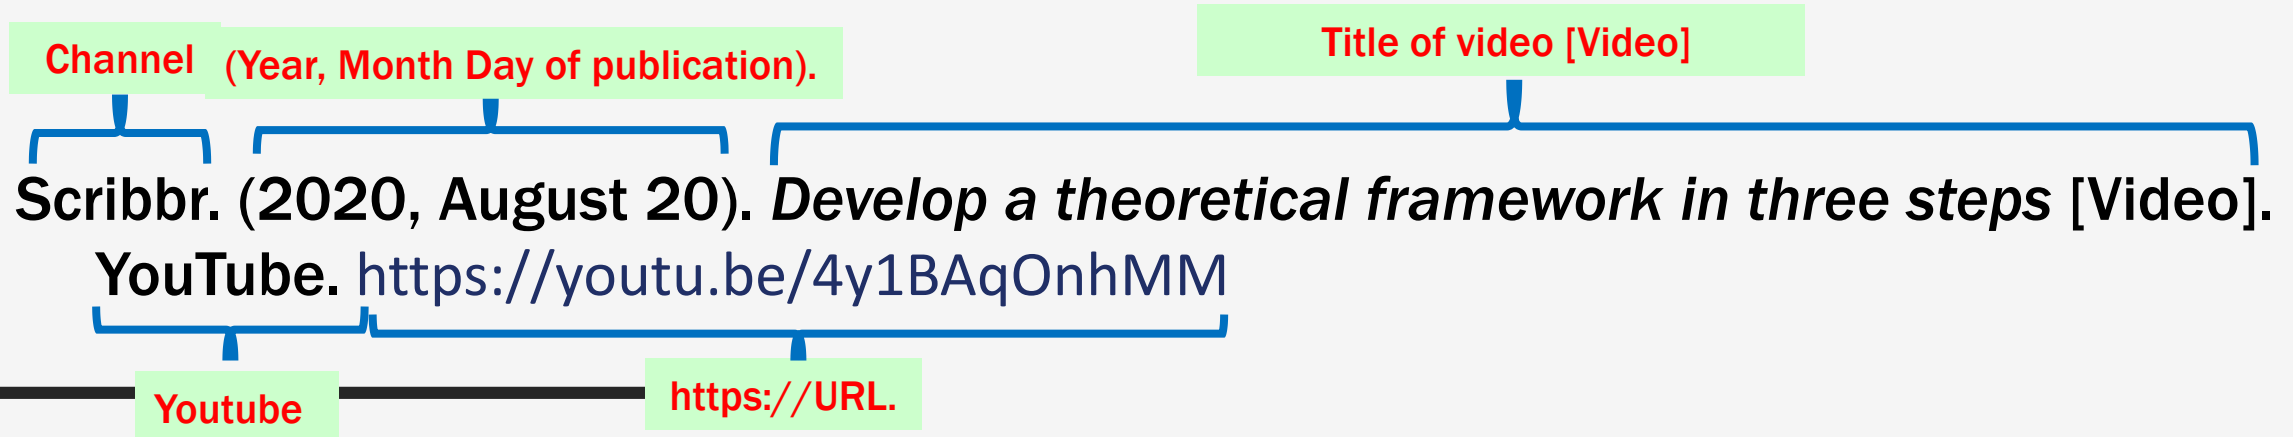 Channel (Year, Month Day of publication). Title of video [Video]
Scribbr. (2020, August 20). Develop a theoretical framework in three steps [Video].
YouTube. https://youtu.be/4y1BAqOnhMM
Youtube https://URL.